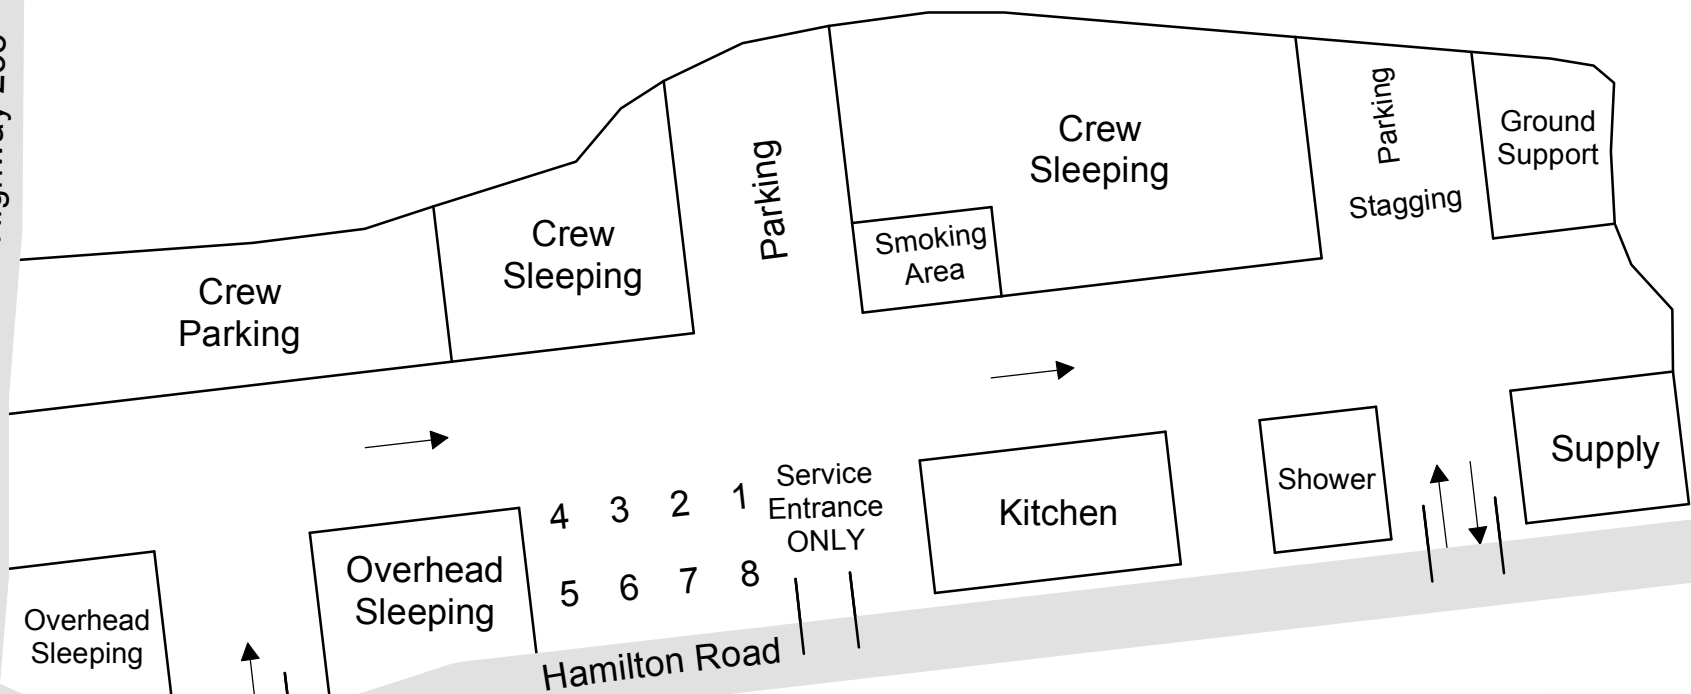 Parking
Crew
Sleeping
Parking
Stagging
Ground
Support
Crew
Sleeping
Smoking
Area
Crew
Parking
4 3 2 1
Service
Entrance
ONLY
Kitchen
Shower
Supply
5 6 7 8
Overhead
Sleeping
Overhead
Sleeping
Hamilton Road